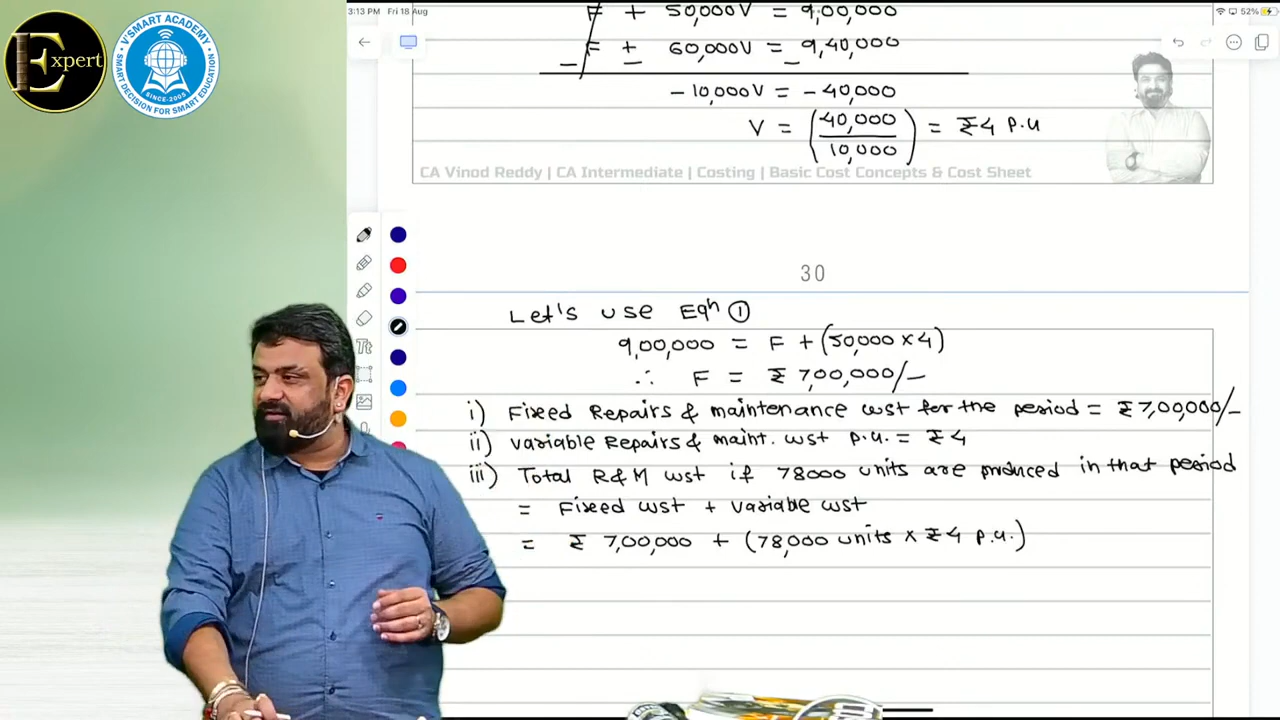 3:13 PM Fri 18 Aug
52%
V'SMART ACADEMY
SMART DECISION FOR SMART EDUCATION
SINCE-2005
Expert
F + 50,000V = 9,00,000
F ± 60,000V = 9,40,000
- - -
-10,000V = -40,000
V = (40,000 / 10,000) = ₹4 P.U
CA Vinod Reddy | CA Intermediate | Costing | Basic Cost Concepts & Cost Sheet
30
Let's use Eqⁿ ①
9,00,000 = F + (50,000 × 4)
∴ F = ₹ 7,00,000/-
i) Fixed Repairs & maintenance cost for the period = ₹7,00,000/-
ii) variable Repairs & maint. cost p.u. = ₹4
iii) Total R&M cost if 78000 units are produced in that period
= Fixed cost + variable cost
= ₹ 7,00,000 + (78,000 units × ₹4 p.u.)
Tt